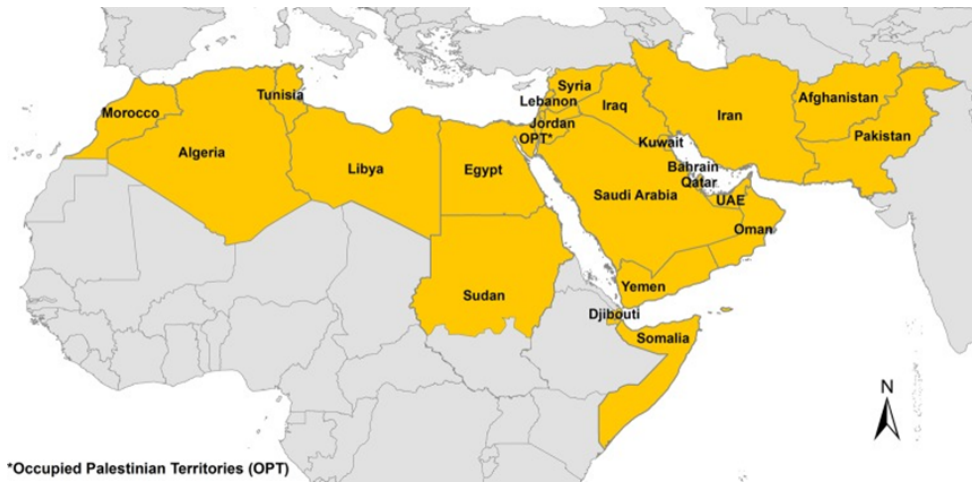 Morocco
Algeria
Tunisia
Libya
Egypt
Sudan
Syria
Lebanon
Jordan
OPT*
Iraq
Kuwait
Bahrain
Qatar
UAE
Saudi Arabia
Oman
Yemen
Djibouti
Somalia
Iran
Afghanistan
Pakistan
N
*Occupied Palestinian Territories (OPT)